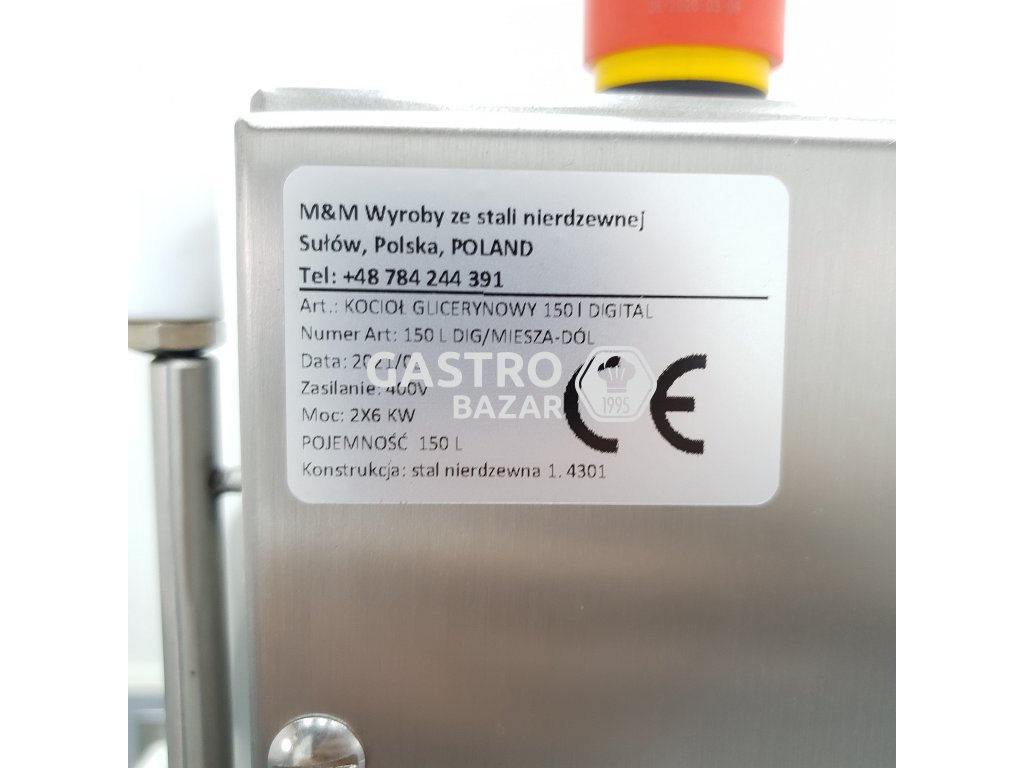 M&M Wyroby ze stali nierdzewnej
Sułów, Polska, POLAND
Tel: +48 784 244 391
Art.: KOCIOŁ GLICERYNOWY 150 l DIGITAL
Numer Art: 150 L DIG/MIESZA-DÓL
Data: 2021/
Zasilanie: 400V
Moc: 2X6 KW
POJEMNOŚĆ 150 L
Konstrukcja: stal nierdzewna 1. 4301
CE
GASTRO
BAZAR
1995